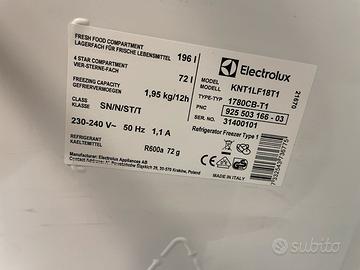 FRESH FOOD COMPARTMENT
LAGERFACH FÜR FRISCHE LEBENSMITTEL
196 l
4 STAR COMPARTMENT
VIER-STERNE-FACH
72 l
FREEZING CAPACITY
GEFRIERVERMOEGEN
1,95 kg/12h
CLASS
KLASSE
SN/N/ST/T
230-240 V~ 50 Hz 1,1 A
REFRIGERANT
KAELTEMITTEL
R600a 72 g
Manufacturer: Electrolux Appliances AB
Electrolux
MODEL
MODELL
KNT1LF18T1
TYPE-TYP
1780CB-T1
PNC
925 503 166 - 03
SER. NO.
31400101
Refrigerator Freezer Type I
MADE IN ITALY
21870
subito